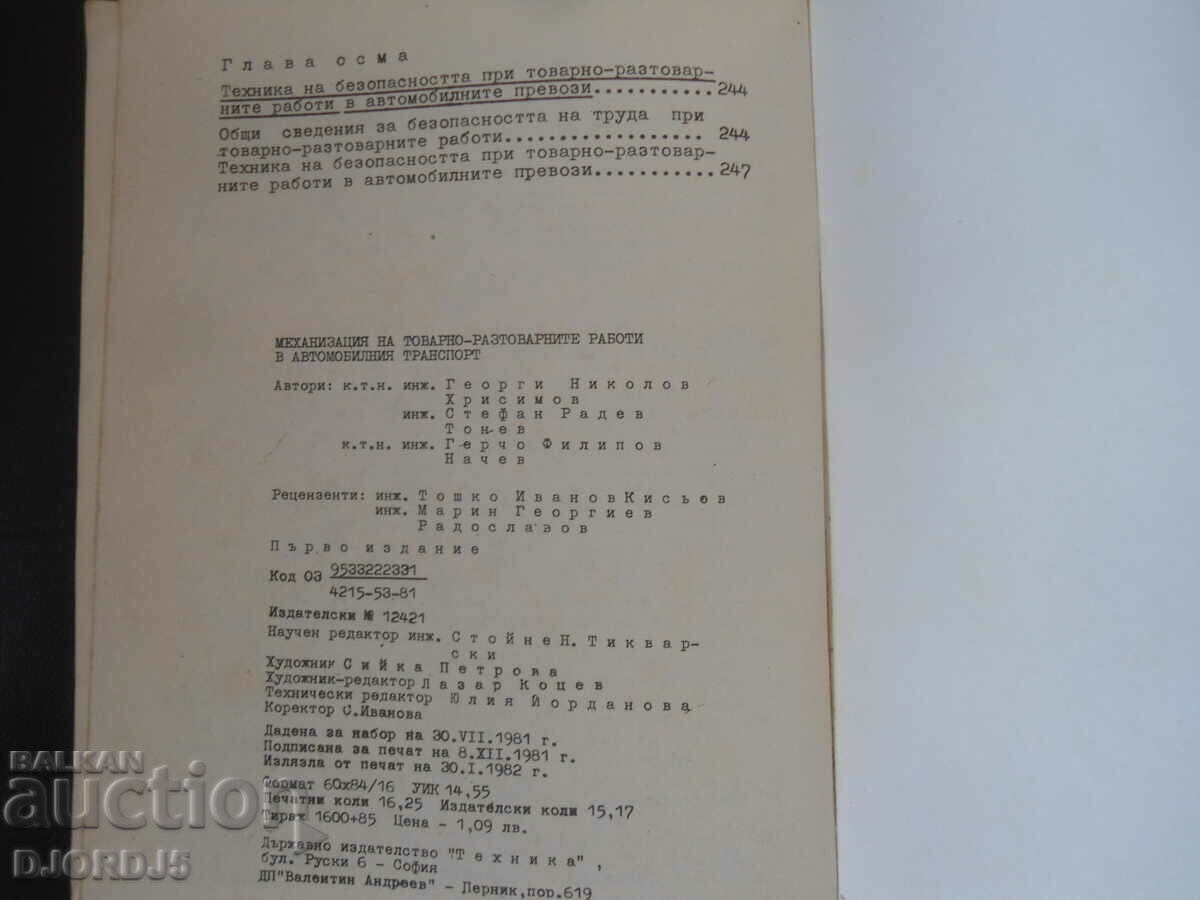 Глава осма
Техника на безопасността при товарно-разтовар-
ните работи в автомобилните превози...........244
Общи сведения за безопасността на труда при
товарно-разтоварните работи................... 244
Техника на безопасността при товарно-разтовар-
ните работи в автомобилните превози...........247
МЕХАНИЗАЦИЯ НА ТОВАРНО-РАЗТОВАРНИТЕ РАБОТИ
В АВТОМОБИЛНИЯ ТРАНСПОРТ
Автори: к.т.н. инж. Георги Николов
Хрисимов
инж. Стефан Радев
Тонев
к.т.н. инж. Герчо Филипов
Начев
Рецензенти: инж. Тошко Иванов Кисьов
инж. Марин Георгиев
Радославов
Първо издание
Код 03 9533222331
4215-53-81
Издателски № 12421
Научен редактор инж. Стойне Н. Тиквар-
ски
Художник Сийка Петрова
Художник-редактор Лазар Коцев
Технически редактор Юлия Йорданова
Коректор С.Иванова
Дадена за набор на 30.VII.1981 г.
Подписана за печат на 8.XII.1981 г.
Излязла от печат на 30.I.1982 г.
Формат 60x84/16 УИК 14,55
Печатни коли 16,25 Издателски коли 15,17
Тираж 1600+85 Цена - 1,09 лв.
Държавно издателство "Техника",
бул. Руски 6 - София
ДП"Валентин Андреев" - Перник,пор.619
BALKAN
Auction
DJORDJ5